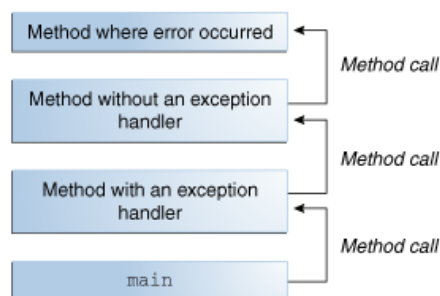 Method where error occurred
Method call
Method without an exception
handler
Method call
Method with an exception
handler
Method call
main